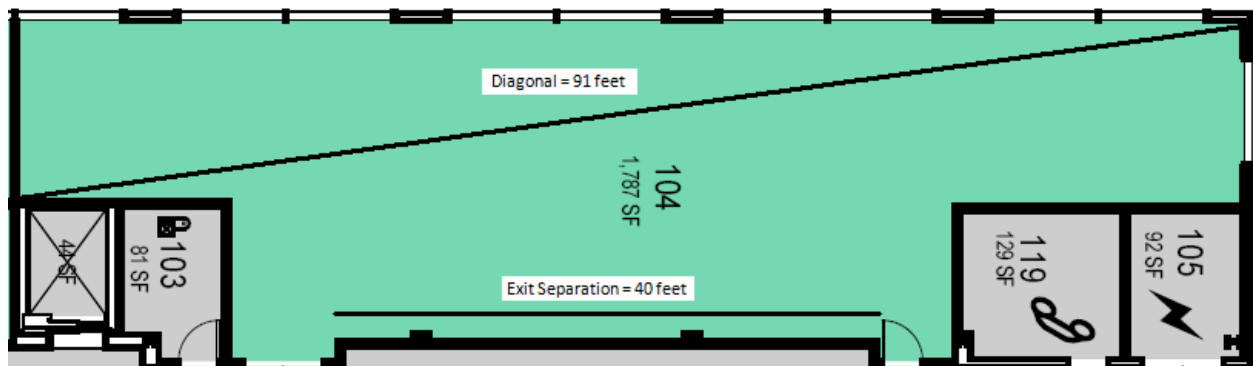 Diagonal = 91 feet
104
1,787 SF
44 SF
103
81 SF
Exit Separation = 40 feet
119
129 SF
105
92 SF